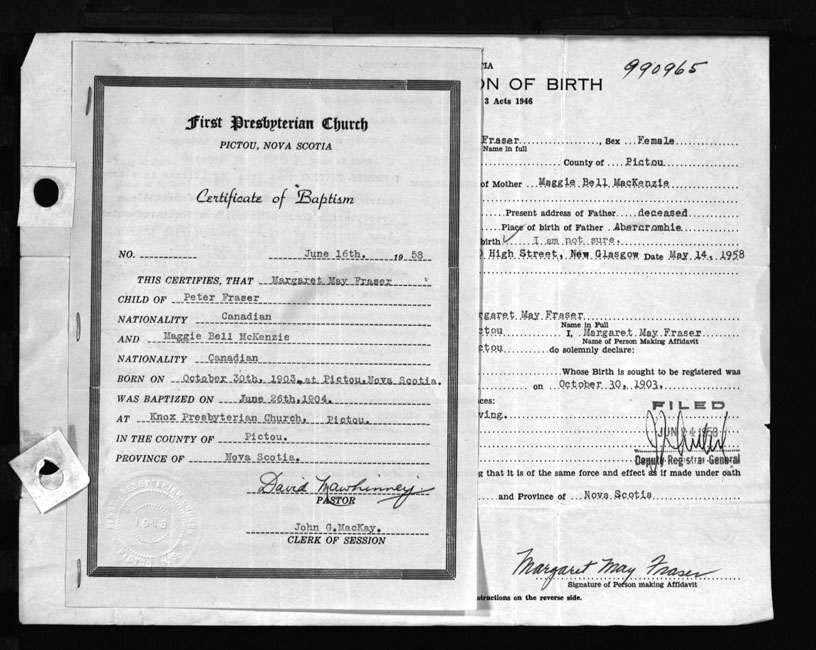 First Presbyterian Church
PICTOU, NOVA SCOTIA
Certificate of Baptism
NO. June 16th, 1958
THIS CERTIFIES, THAT Margaret May Fraser
CHILD OF Peter Fraser
NATIONALITY Canadian
AND Maggie Bell McKenzie
NATIONALITY Canadian
BORN ON October 30th, 1903, at Pictou, Nova Scotia.
WAS BAPTIZED ON June 26th, 1904.
AT Knox Presbyterian Church, Pictou.
IN THE COUNTY OF Pictou.
PROVINCE OF Nova Scotia.
David Mawhinney
PASTOR
John G. MacKay.
CLERK OF SESSION
990965
ON OF BIRTH
3 Acts 1946
Fraser, Sex Female
Name in full
County of Pictou
of Mother Maggie Bell MacKenzie
Present address of Father deceased
Place of birth of Father Abercrombie
birth I am not sure.
High Street, New Glasgow Date May 14, 1958
garet May Fraser
Name in Full
ctou I, Margaret May Fraser
Name of Person Making Affidavit
ctou do solemnly declare:
Whose Birth is sought to be registered was
on October 30, 1903.
ces:
ving.
FILED
JUN 24 1958
Deputy Registrar General
g that it is of the same force and effect as if made under oath
and Province of Nova Scotia
Margaret May Fraser
Signature of Person making Affidavit
structions on the reverse side.